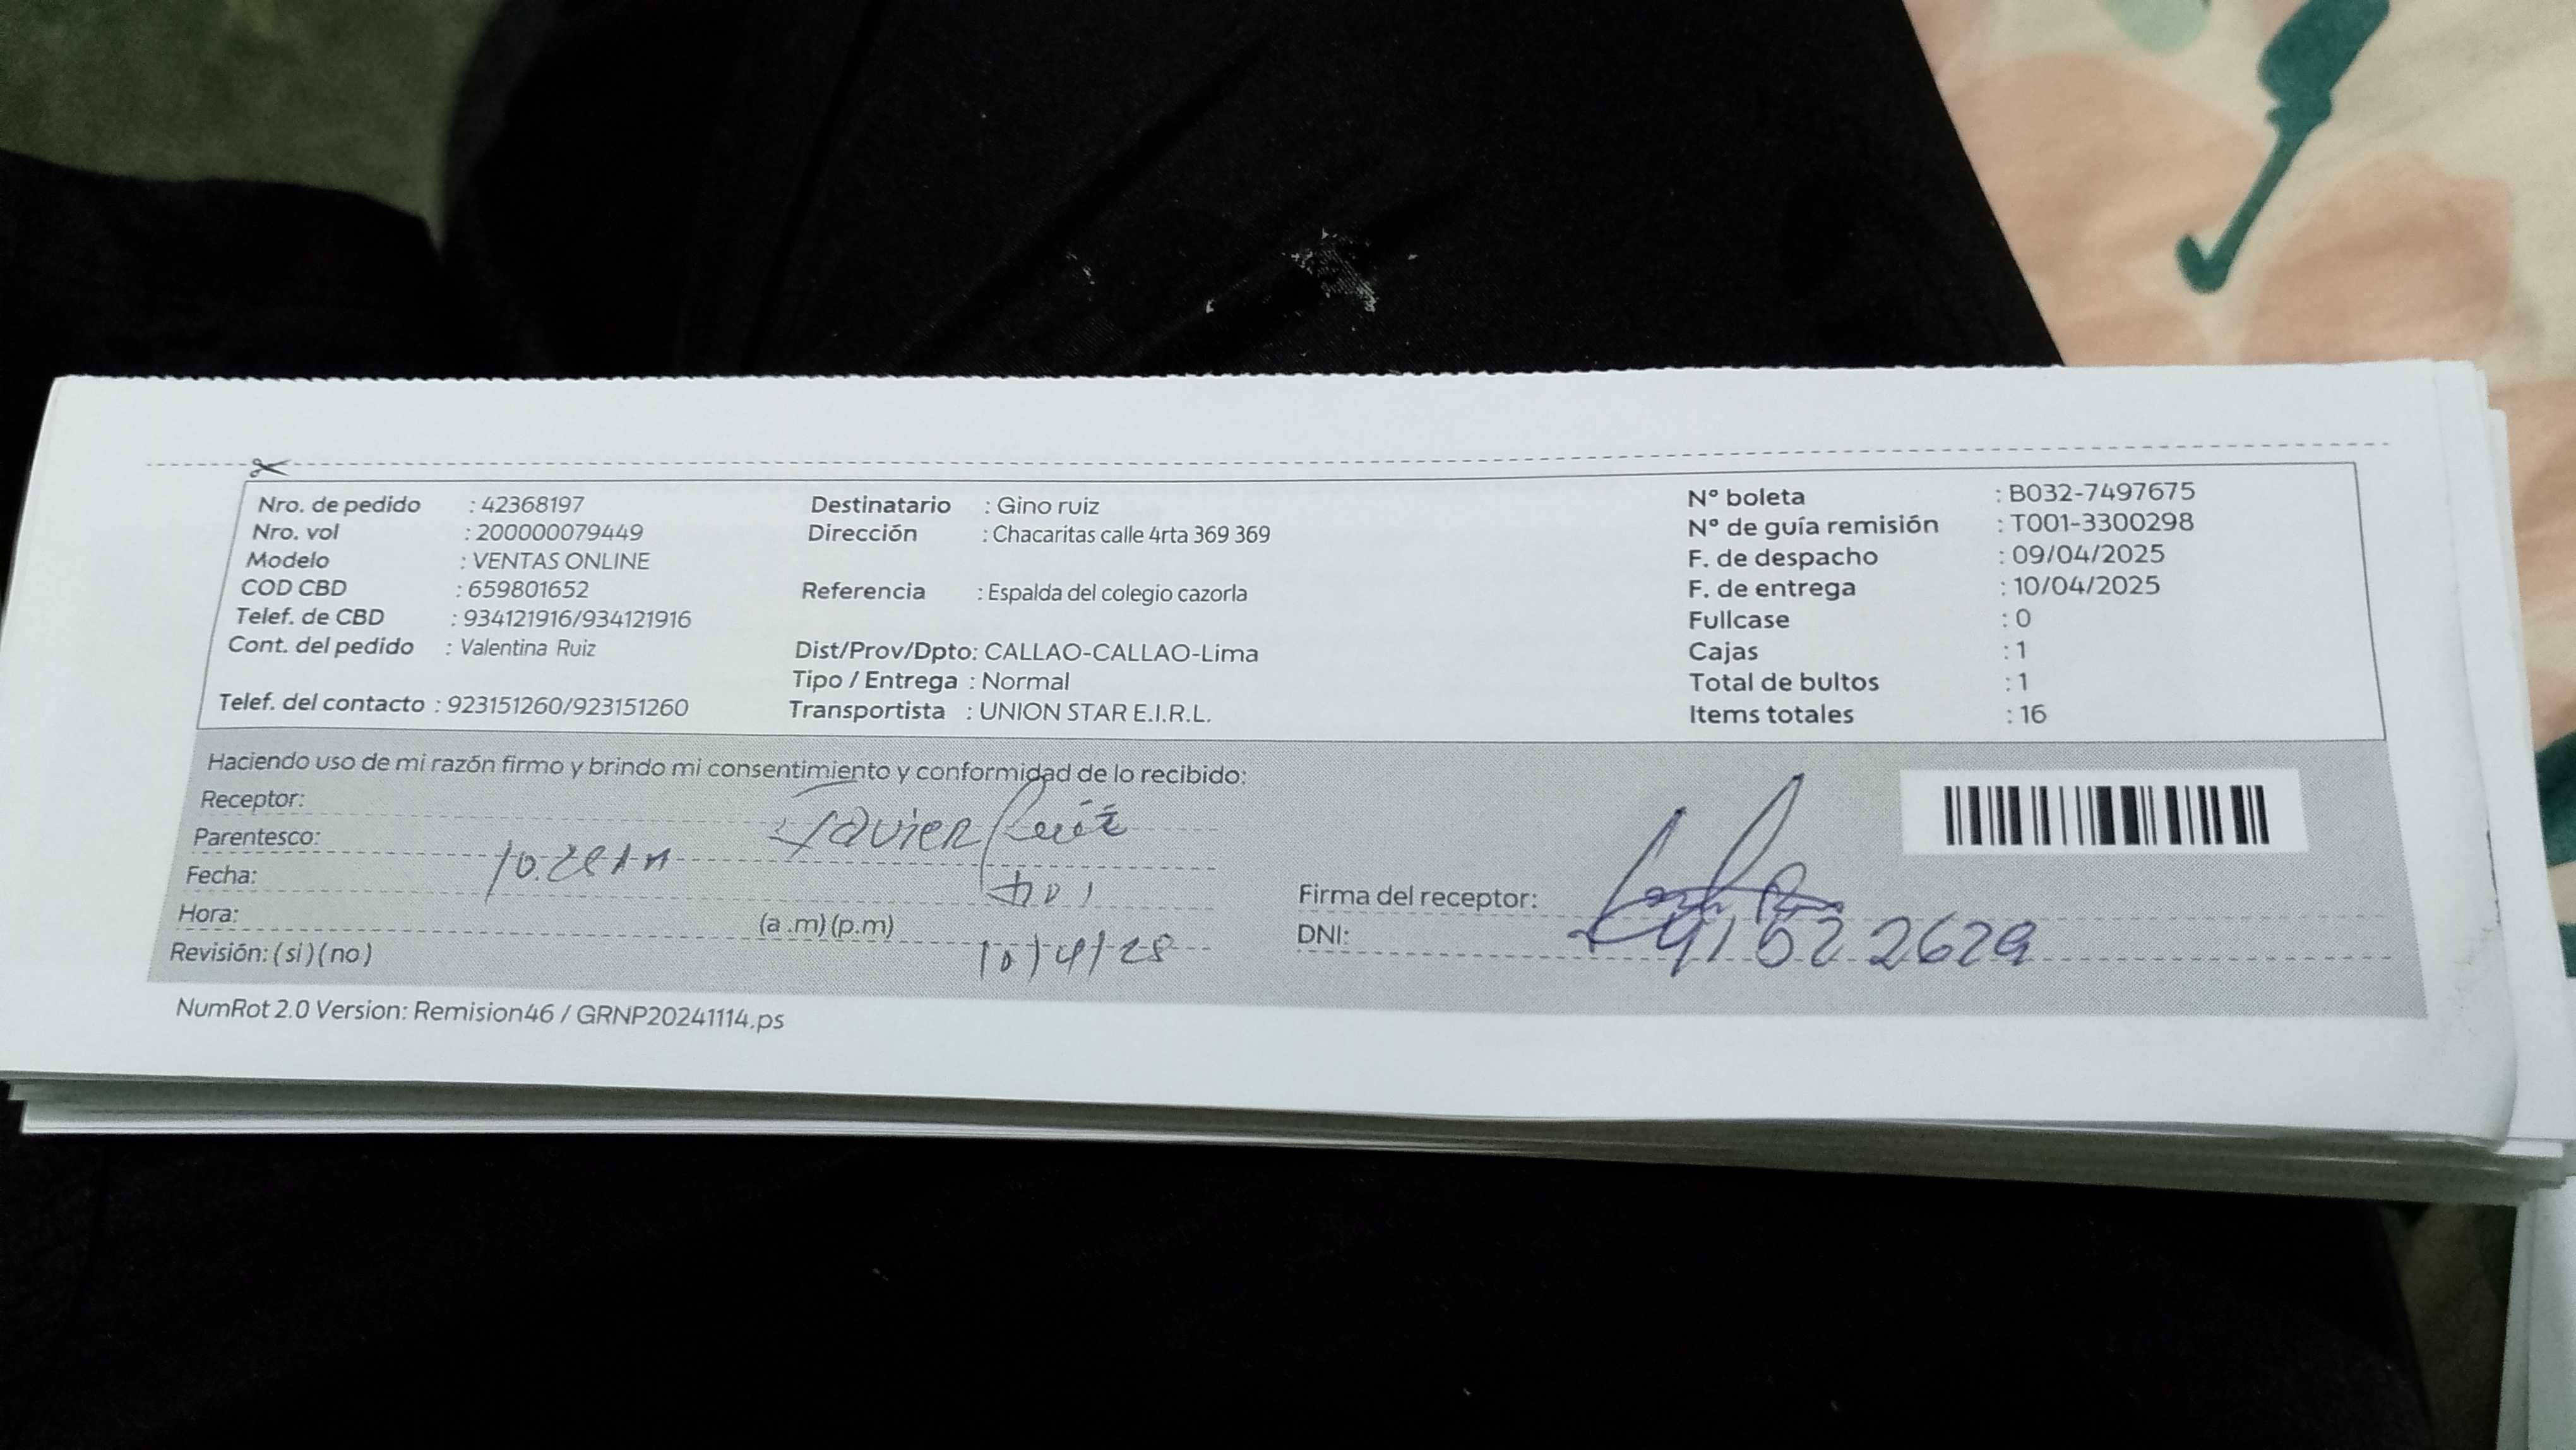 Nro. de pedido : 42368197
Nro. vol : 200000079449
Modelo : VENTAS ONLINE
COD CBD : 659801652
Telef. de CBD : 934121916/934121916
Cont. del pedido : Valentina Ruiz
Telef. del contacto : 923151260/923151260
Destinatario : Gino ruiz
Dirección : Chacaritas calle 4rta 369 369
Referencia : Espalda del colegio cazorla
Dist/Prov/Dpto: CALLAO-CALLAO-Lima
Tipo / Entrega : Normal
Transportista : UNION STAR E.I.R.L.
N° boleta : B032-7497675
N° de guía remisión : T001-3300298
F. de despacho : 09/04/2025
F. de entrega : 10/04/2025
Fullcase : 0
Cajas : 1
Total de bultos : 1
Items totales : 16
Haciendo uso de mi razón firmo y brindo mi consentimiento y conformidad de lo recibido:
Receptor: Javier Ruiz
Parentesco:
Fecha:
Hora: (a .m) (p.m)
Revisión: ( si ) ( no )
Firma del receptor:
DNI:
NumRot 2.0 Version: Remision46 / GRNP20241114.ps